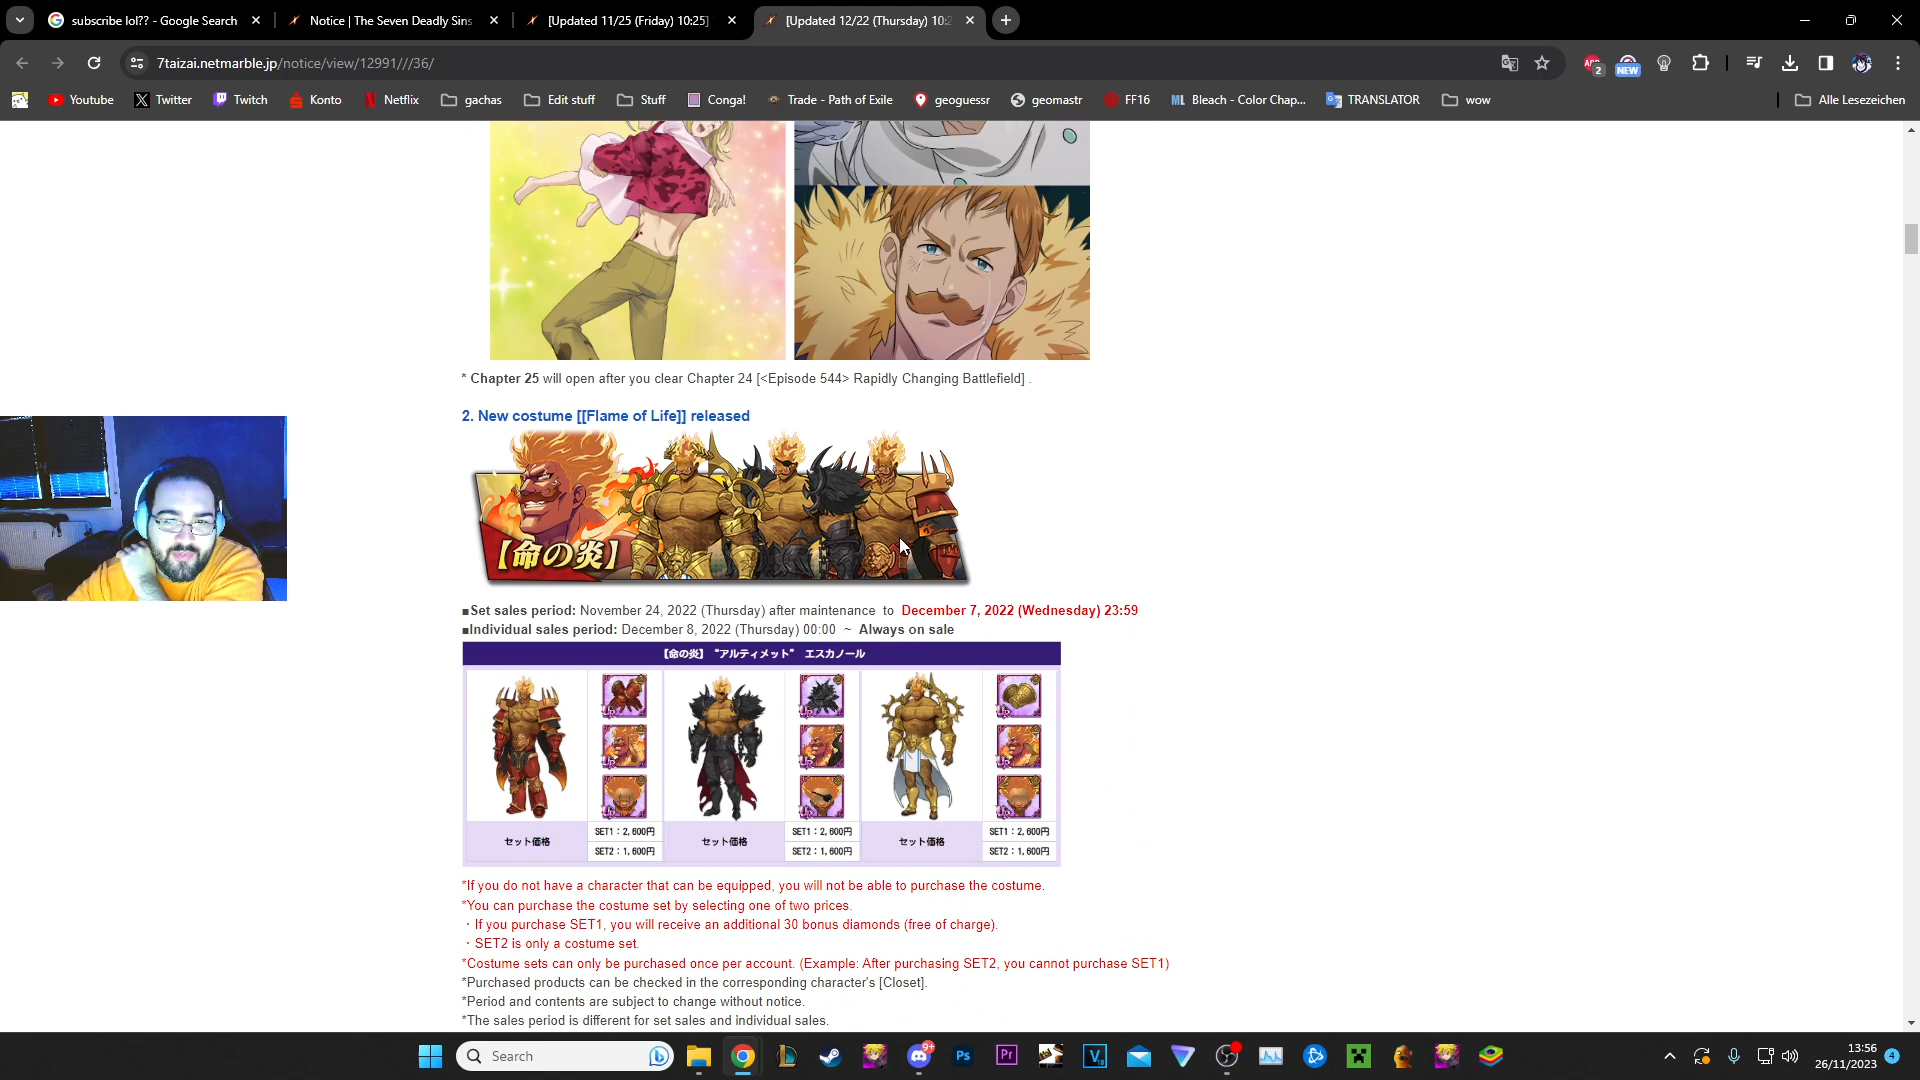 subscribe lol?? - Google Search
Notice | The Seven Deadly Sins
[Updated 11/25 (Friday) 10:25]
[Updated 12/22 (Thursday) 10:2
7taizai.netmarble.jp/notice/view/12991///36/
ABP
2
NEW
Youtube
Twitter
Twitch
Konto
Netflix
gachas
Edit stuff
Stuff
Conga!
Trade - Path of Exile
geoguessr
geomastr
FF16
ML
Bleach - Color Chap...
TRANSLATOR
wow
Alle Lesezeichen
* Chapter 25 will open after you clear Chapter 24 [<Episode 544> Rapidly Changing Battlefield] .
2. New costume [[Flame of Life]] released
【命の炎】
■Set sales period: November 24, 2022 (Thursday) after maintenance to December 7, 2022 (Wednesday) 23:59
■Individual sales period: December 8, 2022 (Thursday) 00:00 ~ Always on sale
【命の炎】 “アルティメット” エスカノール
セット価格
SET1：2,600円
SET2：1,600円
セット価格
SET1：2,600円
SET2：1,600円
セット価格
SET1：2,600円
SET2：1,600円
*If you do not have a character that can be equipped, you will not be able to purchase the costume.
*You can purchase the costume set by selecting one of two prices.
・If you purchase SET1, you will receive an additional 30 bonus diamonds (free of charge).
・SET2 is only a costume set.
*Costume sets can only be purchased once per account. (Example: After purchasing SET2, you cannot purchase SET1)
*Purchased products can be checked in the corresponding character's [Closet].
*Period and contents are subject to change without notice.
*The sales period is different for set sales and individual sales.
Search
9+
Ps
Pr
13:56
26/11/2023
4